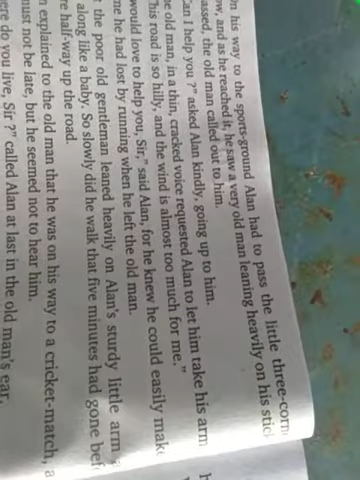 On his way to the sports-ground Alan had to pass the little three-corn
ow, and as he reached it, he saw a very old man leaning heavily on his stick
assed, the old man called out to him.
Can I help you ?" asked Alan kindly, going up to him.
he old man, in a thin, cracked voice requested Alan to let him take his arm
This road is so hilly, and the wind is almost too much for me."
would love to help you, Sir," said Alan, for he knew he could easily make
me he had lost by running when he left the old man.
t the poor old gentleman leaned heavily on Alan's sturdy little arm
along like a baby. So slowly did he walk that five minutes had gone befo
re half-way up the road.
n explained to the old man that he was on his way to a cricket-match, a
must not be late, but he seemed not to hear him.
ere do you live, Sir ?" called Alan at last in the old man's ear.